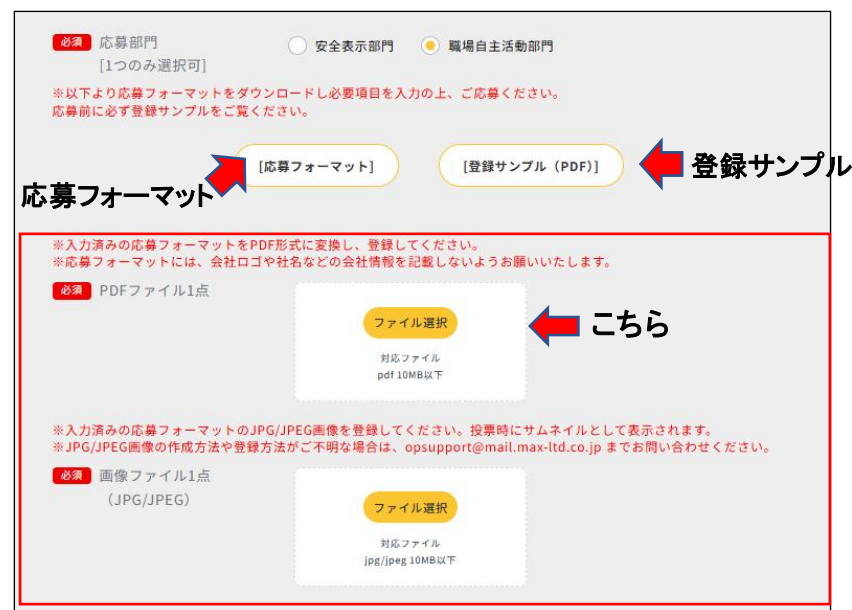 必須 応募部門
[1つのみ選択可]
安全表示部門 職場自主活動部門
※以下より応募フォーマットをダウンロードし必要項目を入力の上、ご応募ください。
応募前に必ず登録サンプルをご覧ください。
[応募フォーマット] [登録サンプル（PDF）] 登録サンプル
応募フォーマット
※入力済みの応募フォーマットをPDF形式に変換し、登録してください。
※応募フォーマットには、会社ロゴや社名などの会社情報を記載しないようお願いいたします。
必須 PDFファイル1点
ファイル選択 こちら
対応ファイル
pdf 10MB以下
※入力済みの応募フォーマットのJPG/JPEG画像を登録してください。投票時にサムネイルとして表示されます。
※JPG/JPEG画像の作成方法や登録方法がご不明な場合は、opsupport@mail.max-ltd.co.jp までお問い合わせください。
必須 画像ファイル1点
（JPG/JPEG）
ファイル選択
対応ファイル
jpg/jpeg 10MB以下